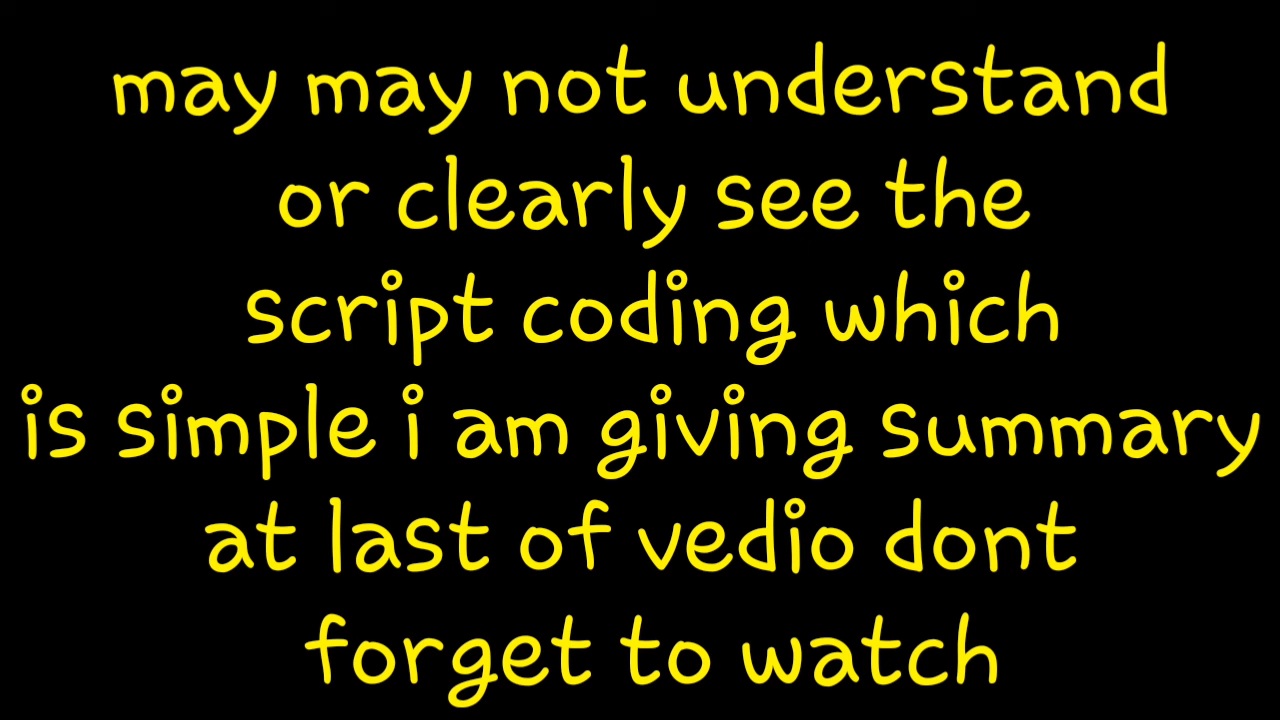 may may not understand
or clearly see the
script coding which
is simple i am giving summary
at last of vedio dont
forget to watch